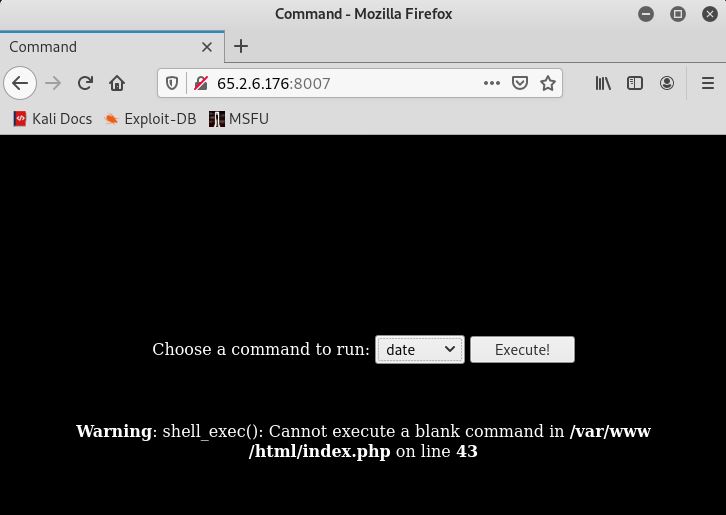 Command - Mozilla Firefox
Command
65.2.6.176:8007
Kali Docs Exploit-DB MSFU
Choose a command to run: date Execute!
Warning: shell_exec(): Cannot execute a blank command in /var/www
/html/index.php on line 43